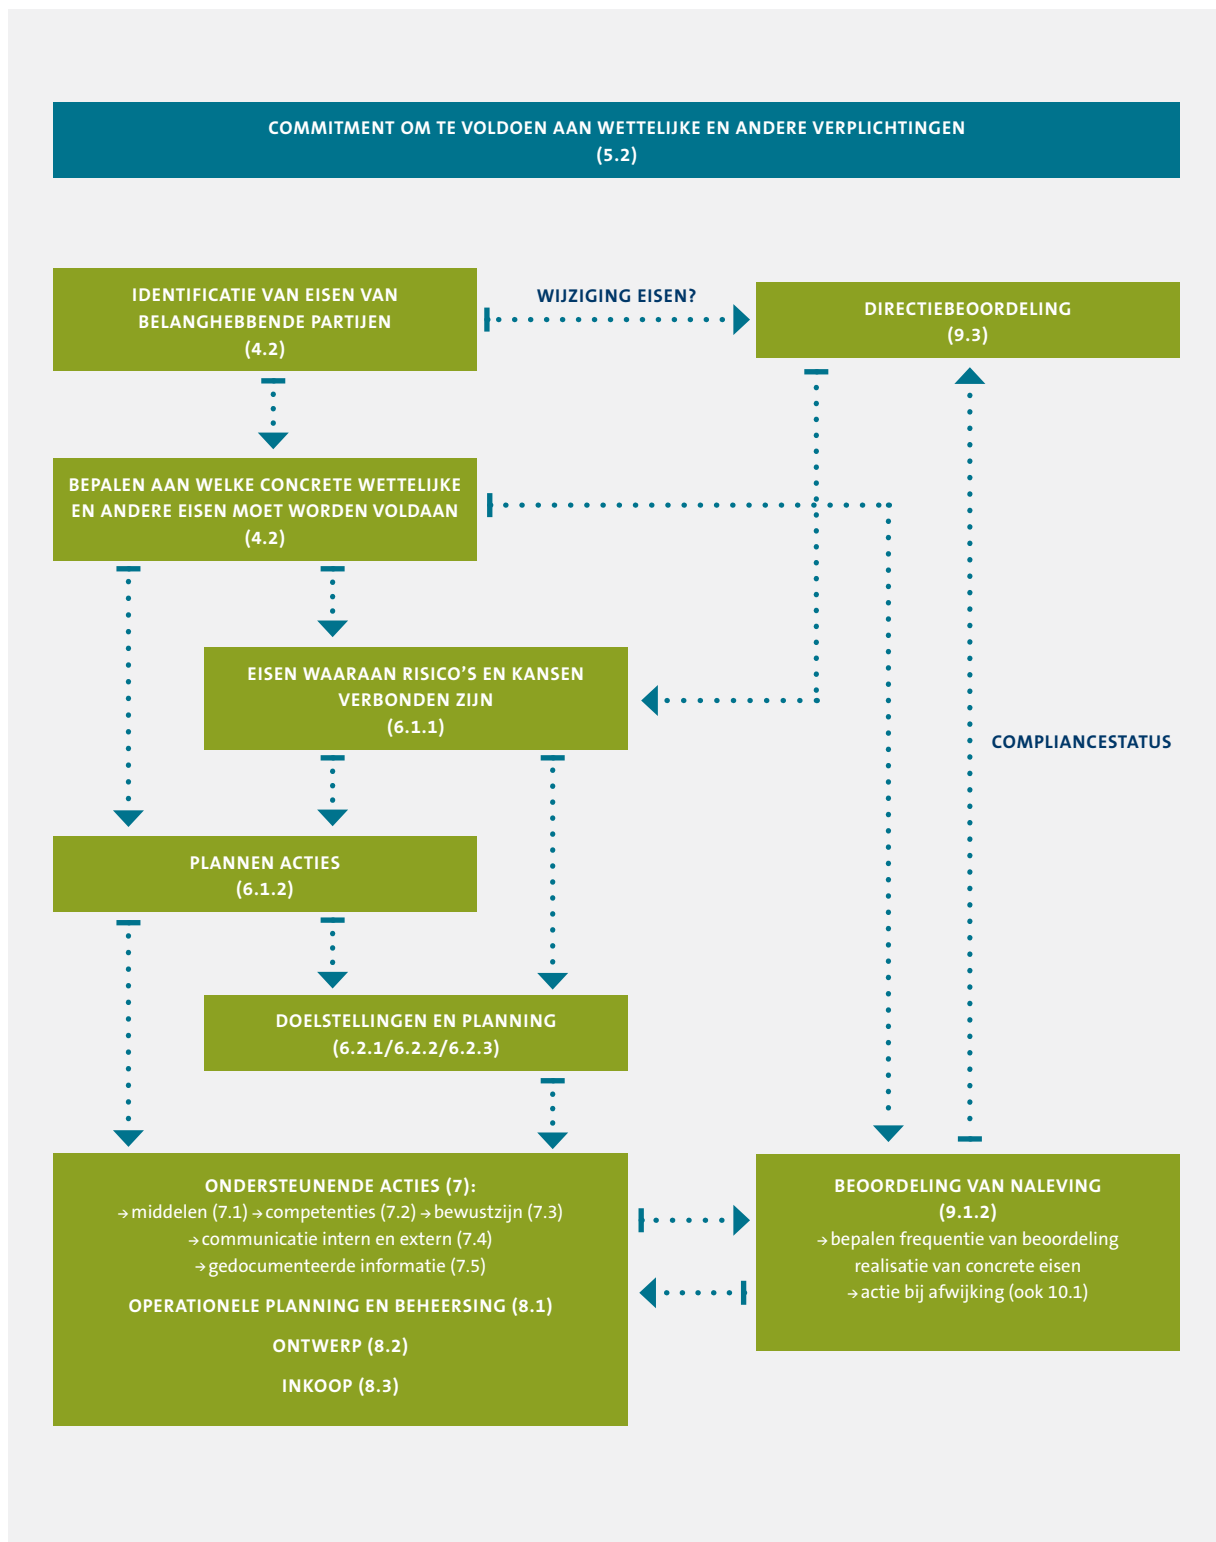 COMMITMENT OM TE VOLDOEN AAN WETTELIJKE EN ANDERE VERPLICHTINGEN
(5.2)
IDENTIFICATIE VAN EISEN VAN
BELANGHEBBENDE PARTIJEN
(4.2)
WIJZIGING EISEN?
DIRECTIEBEOORDELING
(9.3)
BEPALEN AAN WELKE CONCRETE WETTELIJKE
EN ANDERE EISEN MOET WORDEN VOLDAAN
(4.2)
EISEN WAARAAN RISICO'S EN KANSEN
VERBONDEN ZIJN
(6.1.1)
COMPLIANCESTATUS
PLANNEN ACTIES
(6.1.2)
DOELSTELLINGEN EN PLANNING
(6.2.1/6.2.2/6.2.3)
ONDERSTEUNENDE ACTIES (7):
→ middelen (7.1) → competenties (7.2) → bewustzijn (7.3)
→ communicatie intern en extern (7.4)
→ gedocumenteerde informatie (7.5)
OPERATIONELE PLANNING EN BEHEERSING (8.1)
ONTWERP (8.2)
INKOOP (8.3)
BEOORDELING VAN NALEVING
(9.1.2)
→ bepalen frequentie van beoordeling
realisatie van concrete eisen
→ actie bij afwijking (ook 10.1)